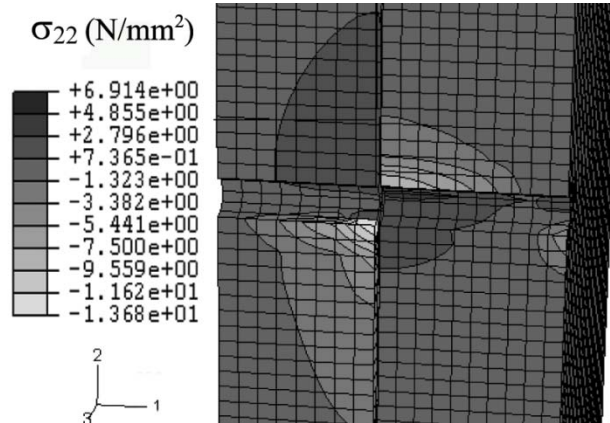 σ22 (N/mm²)
+6.914e+00
+4.855e+00
+2.796e+00
+7.365e-01
-1.323e+00
-3.382e+00
-5.441e+00
-7.500e+00
-9.559e+00
-1.162e+01
-1.368e+01
2
3 1